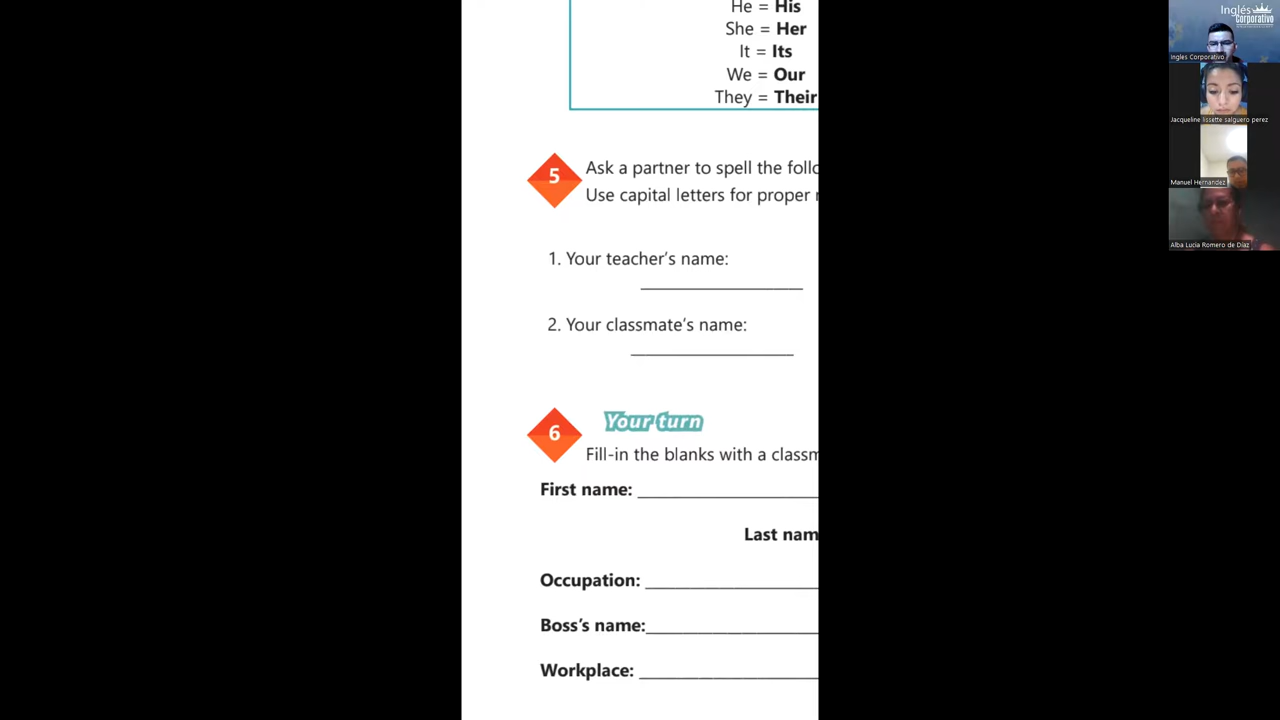 He = His
She = Her
It = Its
We = Our
They = Their
5
Ask a partner to spell the follo
Use capital letters for proper
1. Your teacher's name:
2. Your classmate's name:
6
Your turn
Fill-in the blanks with a classm
First name:
Last nam
Occupation:
Boss's name:
Workplace:
Inglés
Corporativo
Ingles Corporativo
Jacqueline lissette salguero perez
Manuel Hernandez
Alba Lucia Romero de Díaz